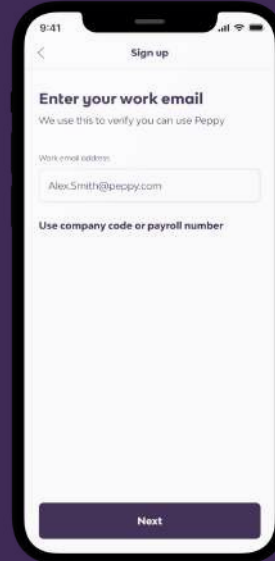 9:41
Sign up
Enter your work email
We use this to verify you can use Peppy
Work email address
Alex.Smith@peppy.com
Use company code or payroll number
Next